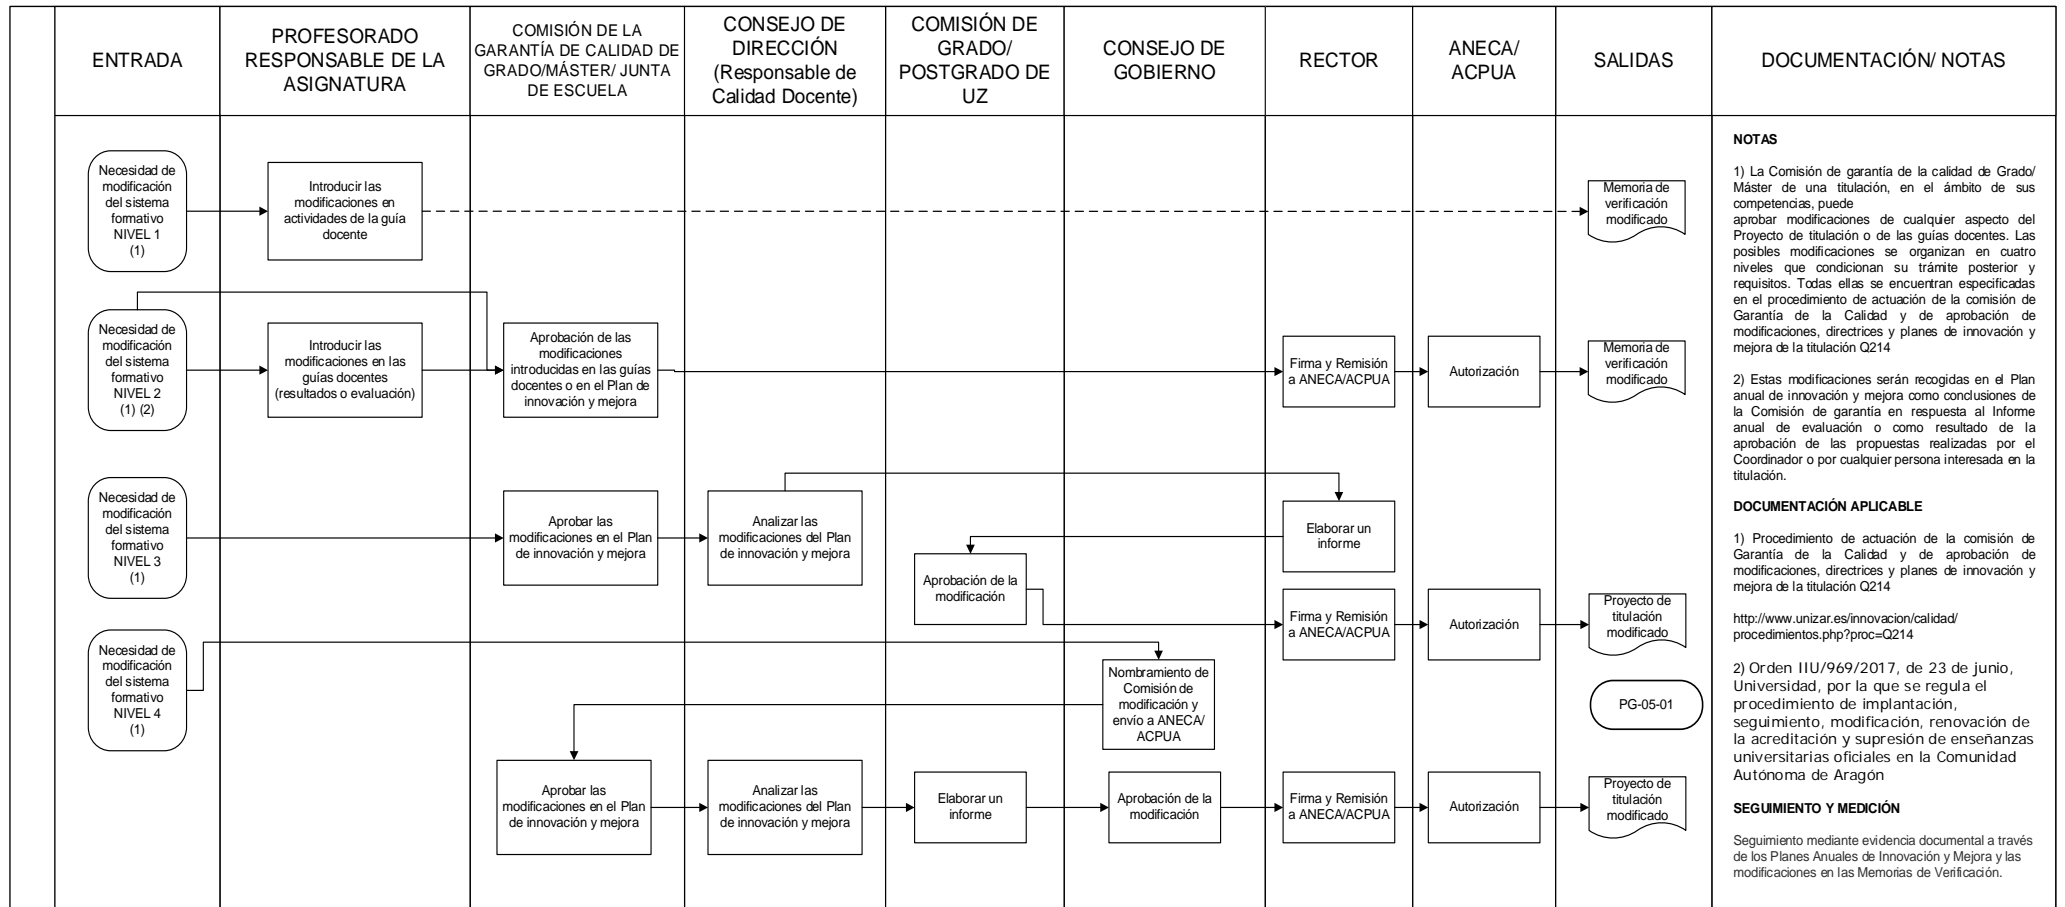 ENTRADA
PROFESORADO
RESPONSABLE DE LA
ASIGNATURA
COMISIÓN DE LA
GARANTÍA DE CALIDAD DE
GRADO/MÁSTER/ JUNTA
DE ESCUELA
CONSEJO DE
DIRECCIÓN
(Responsable de
Calidad Docente)
COMISIÓN DE
GRADO/
POSTGRADO DE
UZ
CONSEJO DE
GOBIERNO
RECTOR
ANECA/
ACPUA
SALIDAS
DOCUMENTACIÓN/ NOTAS
Necesidad de
modificación
del sistema
formativo
NIVEL 1
(1)
Introducir las
modificaciones en
actividades de la guía
docente
Memoria de
verificación
modificado
Necesidad de
modificación
del sistema
formativo
NIVEL 2
(1) (2)
Introducir las
modificaciones en las
guías docentes
(resultados o evaluación)
Aprobación de las
modificaciones
introducidas en las guías
docentes o en el Plan de
innovación y mejora
Firma y Remisión
a ANECA/ACPUA
Autorización
Memoria de
verificación
modificado
Necesidad de
modificación
del sistema
formativo
NIVEL 3
(1)
Aprobar las
modificaciones en el Plan
de innovación y mejora
Analizar las
modificaciones del Plan
de innovación y mejora
Elaborar un
informe
Aprobación de la
modificación
Firma y Remisión
a ANECA/ACPUA
Autorización
Proyecto de
titulación
modificado
Necesidad de
modificación
del sistema
formativo
NIVEL 4
(1)
Nombramiento de
Comisión de
modificación y
envío a ANECA/
ACPUA
PG-05-01
Aprobar las
modificaciones en el Plan
de innovación y mejora
Analizar las
modificaciones del Plan
de innovación y mejora
Elaborar un
informe
Aprobación de la
modificación
Firma y Remisión
a ANECA/ACPUA
Autorización
Proyecto de
titulación
modificado
NOTAS
1) La Comisión de garantía de la calidad de Grado/
Máster de una titulación, en el ámbito de sus
competencias, puede
aprobar modificaciones de cualquier aspecto del
Proyecto de titulación o de las guías docentes. Las
posibles modificaciones se organizan en cuatro
niveles que condicionan su trámite posterior y
requisitos. Todas ellas se encuentran especificadas
en el procedimiento de actuación de la comisión de
Garantía de la Calidad y de aprobación de
modificaciones, directrices y planes de innovación y
mejora de la titulación Q214
2) Estas modificaciones serán recogidas en el Plan
anual de innovación y mejora como conclusiones de
la Comisión de garantía en respuesta al Informe
anual de evaluación o como resultado de la
aprobación de las propuestas realizadas por el
Coordinador o por cualquier persona interesada en la
titulación.
DOCUMENTACIÓN APLICABLE
1) Procedimiento de actuación de la comisión de
Garantía de la Calidad y de aprobación de
modificaciones, directrices y planes de innovación y
mejora de la titulación Q214
http://www.unizar.es/innovacion/calidad/
procedimientos.php?proc=Q214
2) Orden IIU/969/2017, de 23 de junio,
Universidad, por la que se regula el
procedimiento de implantación,
seguimiento, modificación, renovación de
la acreditación y supresión de enseñanzas
universitarias oficiales en la Comunidad
Autónoma de Aragón
SEGUIMIENTO Y MEDICIÓN
Seguimiento mediante evidencia documental a través
de los Planes Anuales de Innovación y Mejora y las
modificaciones en las Memorias de Verificación.